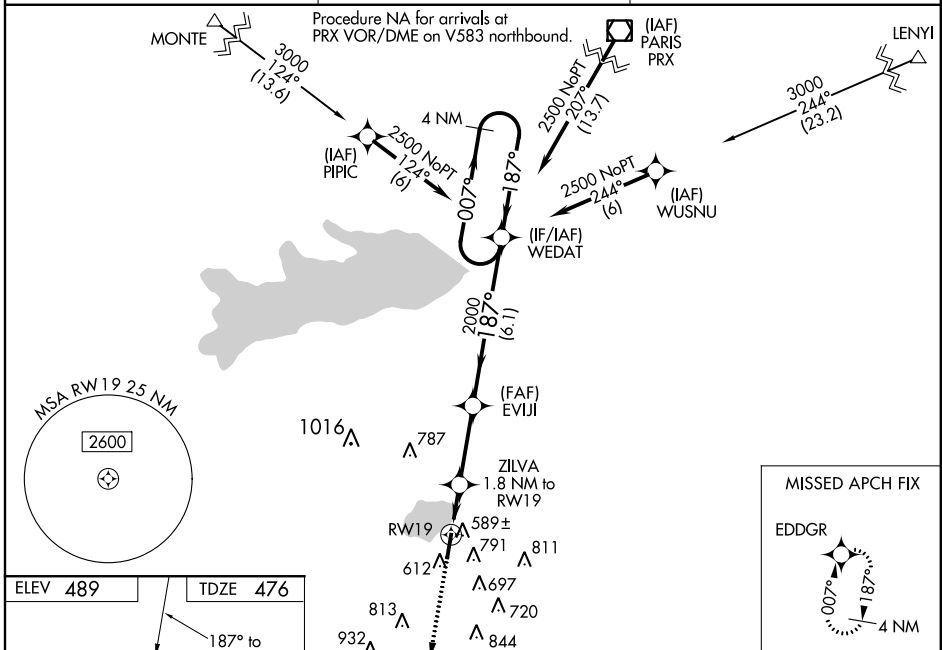 Procedure NA for arrivals at
PRX VOR/DME on V583 northbound.
MONTE
3000
124°
(13.6)
(IAF)
PARIS
PRX
LENYI
2500 NoPT
207°
(13.7)
3000
244°
(23.2)
4 NM
(IAF)
PIPIC
2500 NoPT
124°
(6)
007°
187°
2500 NoPT
244°
(6)
(IAF)
WUSNU
(IF/IAF)
WEDAT
2000
187°
(6.1)
MSA RW19 25 NM
2600
(FAF)
EVIJI
1016
787
ZILVA
1.8 NM to
RW19
RW19
589±
791
811
612
697
720
813
844
932
MISSED APCH FIX
EDDGR
007°
187°
4 NM
ELEV 489
TDZE 476
187° to